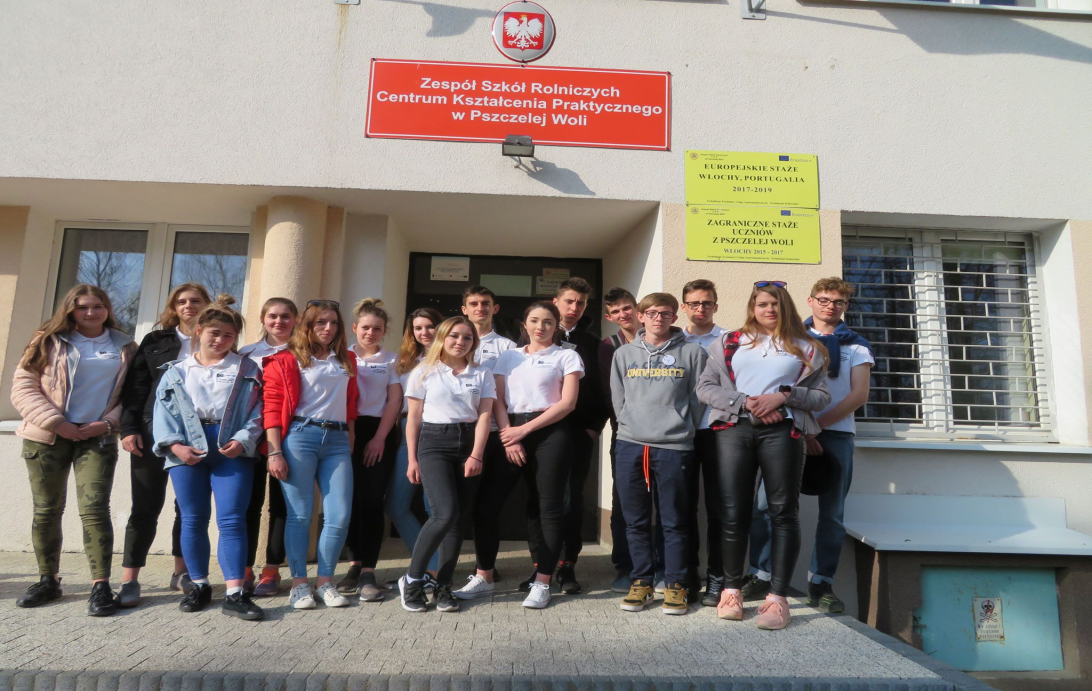 Zespół Szkół Rolniczych
Centrum Kształcenia Praktycznego
w Pszczelej Woli
EUROPEJSKIE STAŻE
WŁOCHY, PORTUGALIA
2017-2019
ZAGRANICZNE STAŻE
UCZNIÓW
Z PSZCZELEJ WOLI
WŁOCHY 2015 - 2017
UNIVERSITY